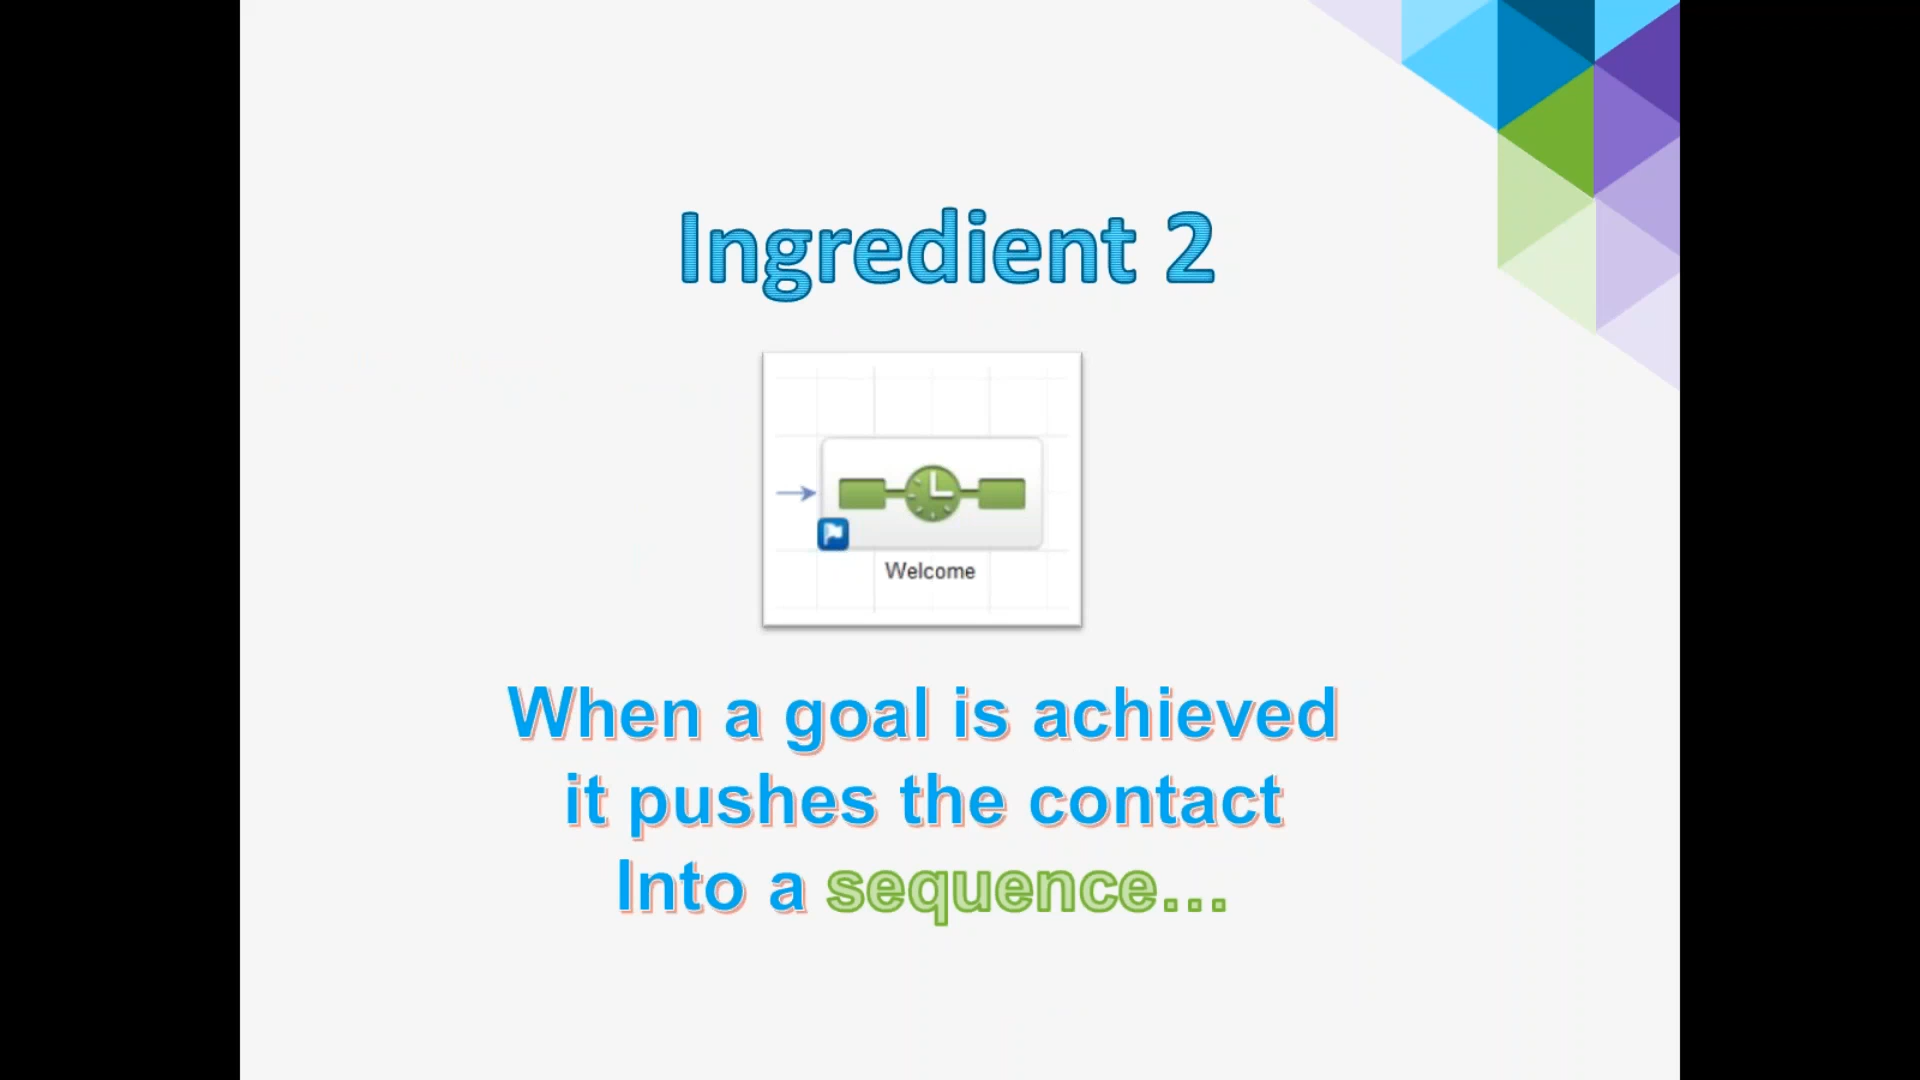 Ingredient 2
Welcome
When a goal is achieved
it pushes the contact
Into a sequence...